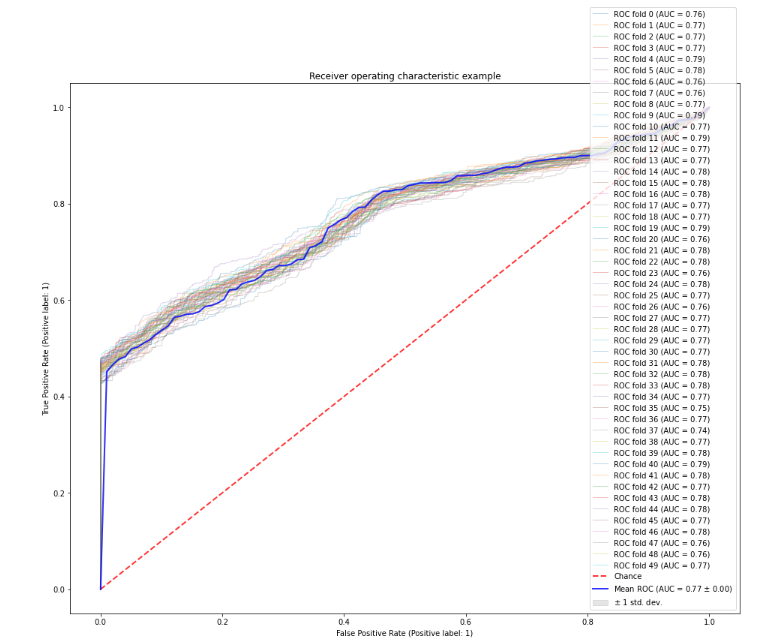 Receiver operating characteristic example
ROC fold 0 (AUC = 0.76)
ROC fold 1 (AUC = 0.77)
ROC fold 2 (AUC = 0.77)
ROC fold 3 (AUC = 0.77)
ROC fold 4 (AUC = 0.79)
ROC fold 5 (AUC = 0.78)
ROC fold 6 (AUC = 0.76)
ROC fold 7 (AUC = 0.76)
ROC fold 8 (AUC = 0.77)
ROC fold 9 (AUC = 0.79)
ROC fold 10 (AUC = 0.77)
ROC fold 11 (AUC = 0.79)
ROC fold 12 (AUC = 0.77)
ROC fold 13 (AUC = 0.77)
ROC fold 14 (AUC = 0.78)
ROC fold 15 (AUC = 0.78)
ROC fold 16 (AUC = 0.78)
ROC fold 17 (AUC = 0.77)
ROC fold 18 (AUC = 0.77)
ROC fold 19 (AUC = 0.79)
ROC fold 20 (AUC = 0.76)
ROC fold 21 (AUC = 0.78)
ROC fold 22 (AUC = 0.78)
ROC fold 23 (AUC = 0.76)
ROC fold 24 (AUC = 0.78)
ROC fold 25 (AUC = 0.77)
ROC fold 26 (AUC = 0.76)
ROC fold 27 (AUC = 0.77)
ROC fold 28 (AUC = 0.77)
ROC fold 29 (AUC = 0.77)
ROC fold 30 (AUC = 0.77)
ROC fold 31 (AUC = 0.78)
ROC fold 32 (AUC = 0.78)
ROC fold 33 (AUC = 0.78)
ROC fold 34 (AUC = 0.77)
ROC fold 35 (AUC = 0.75)
ROC fold 36 (AUC = 0.77)
ROC fold 37 (AUC = 0.74)
ROC fold 38 (AUC = 0.77)
ROC fold 39 (AUC = 0.78)
ROC fold 40 (AUC = 0.79)
ROC fold 41 (AUC = 0.78)
ROC fold 42 (AUC = 0.77)
ROC fold 43 (AUC = 0.78)
ROC fold 44 (AUC = 0.78)
ROC fold 45 (AUC = 0.77)
ROC fold 46 (AUC = 0.78)
ROC fold 47 (AUC = 0.76)
ROC fold 48 (AUC = 0.76)
ROC fold 49 (AUC = 0.77)
Chance
Mean ROC (AUC = 0.77 ± 0.00)
± 1 std. dev.
True Positive Rate (Positive label: 1)
1.0
0.8
0.6
0.4
0.2
0.0
0.0 0.2 0.4 0.6 0.8 1.0
False Positive Rate (Positive label: 1)